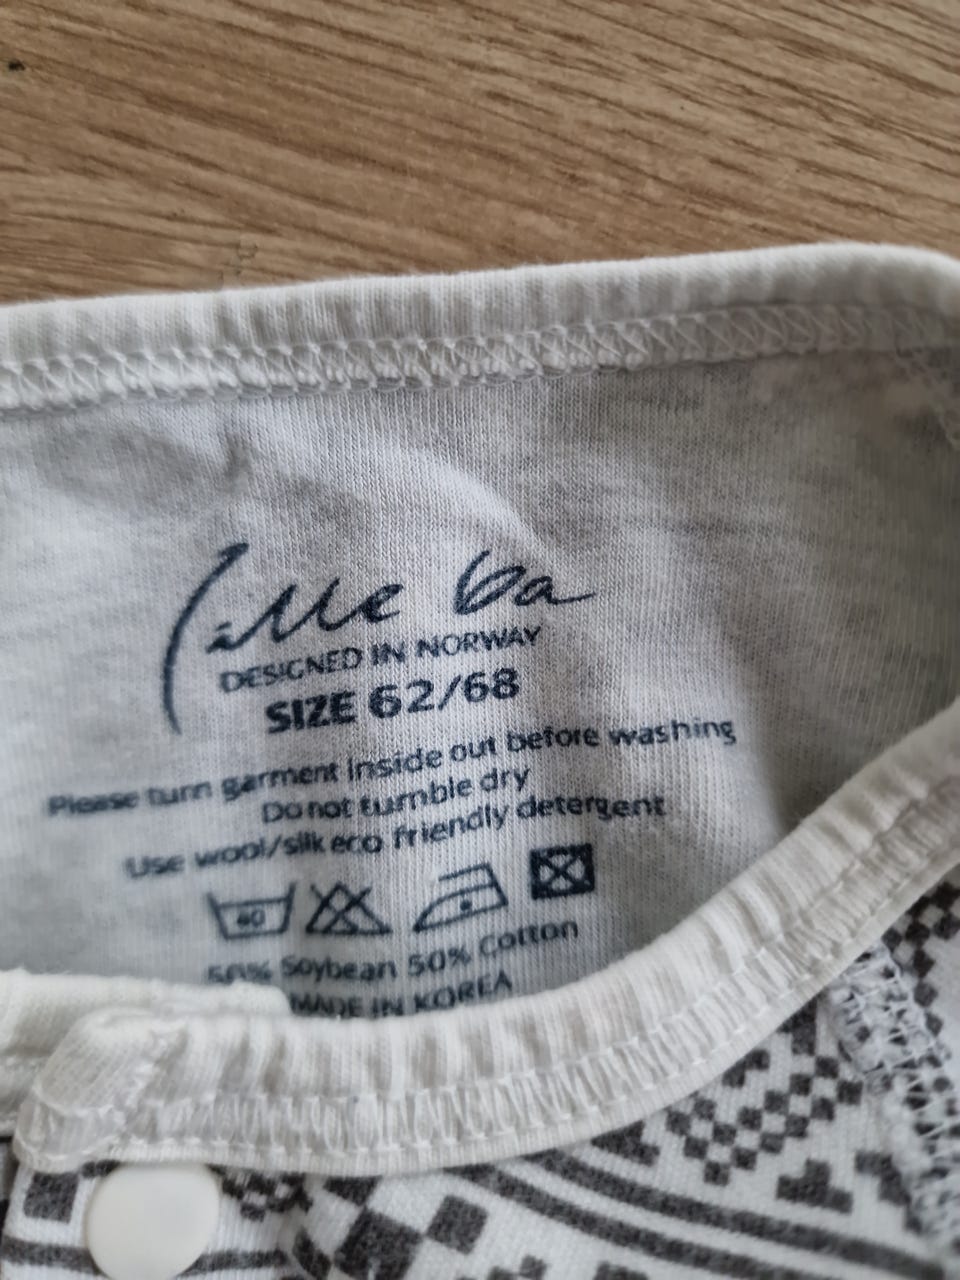 Lille ba
DESIGNED IN NORWAY
SIZE 62/68
Please turn garment inside out before washing
Do not tumble dry
Use wool/silk eco friendly detergent
40
50% Soybean 50% Cotton
MADE IN KOREA